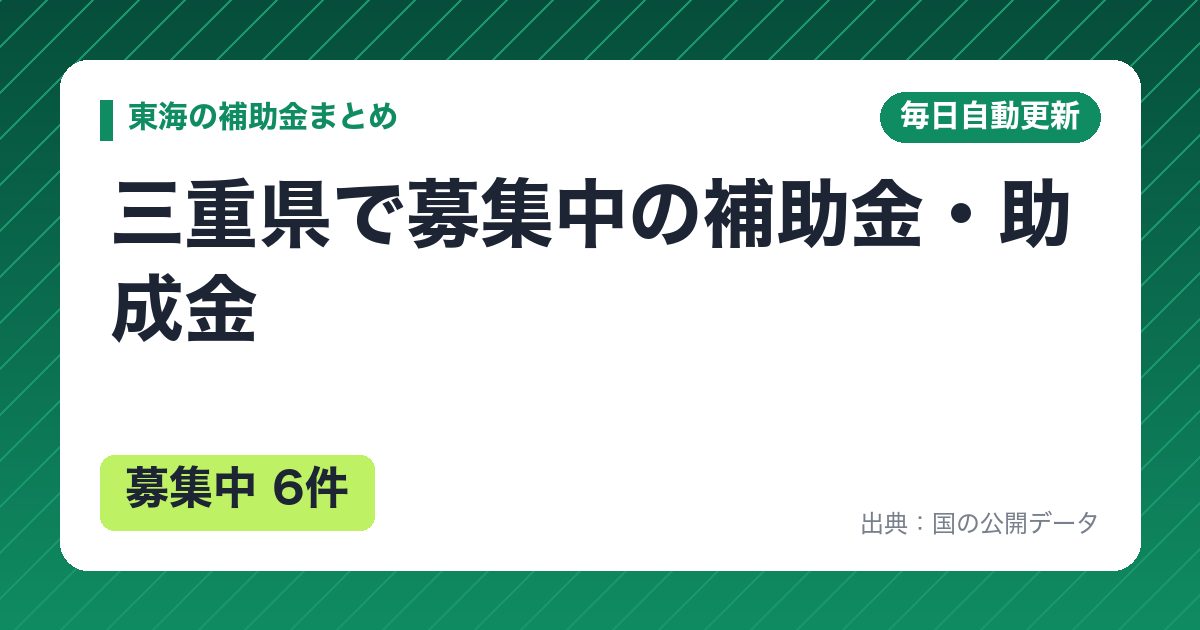 東海の補助金まとめ
毎日自動更新
三重県で募集中の補助金・助
成金
募集中 6件
出典：国の公開データ